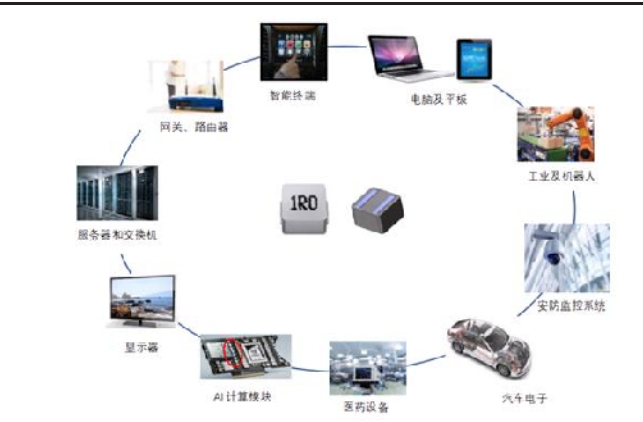 智能终端
电脑及平板
网关、路由器
工业及机器人
1R0
服务器和交换机
安防监控系统
显示器
AI 计算模块
医药设备
汽车电子